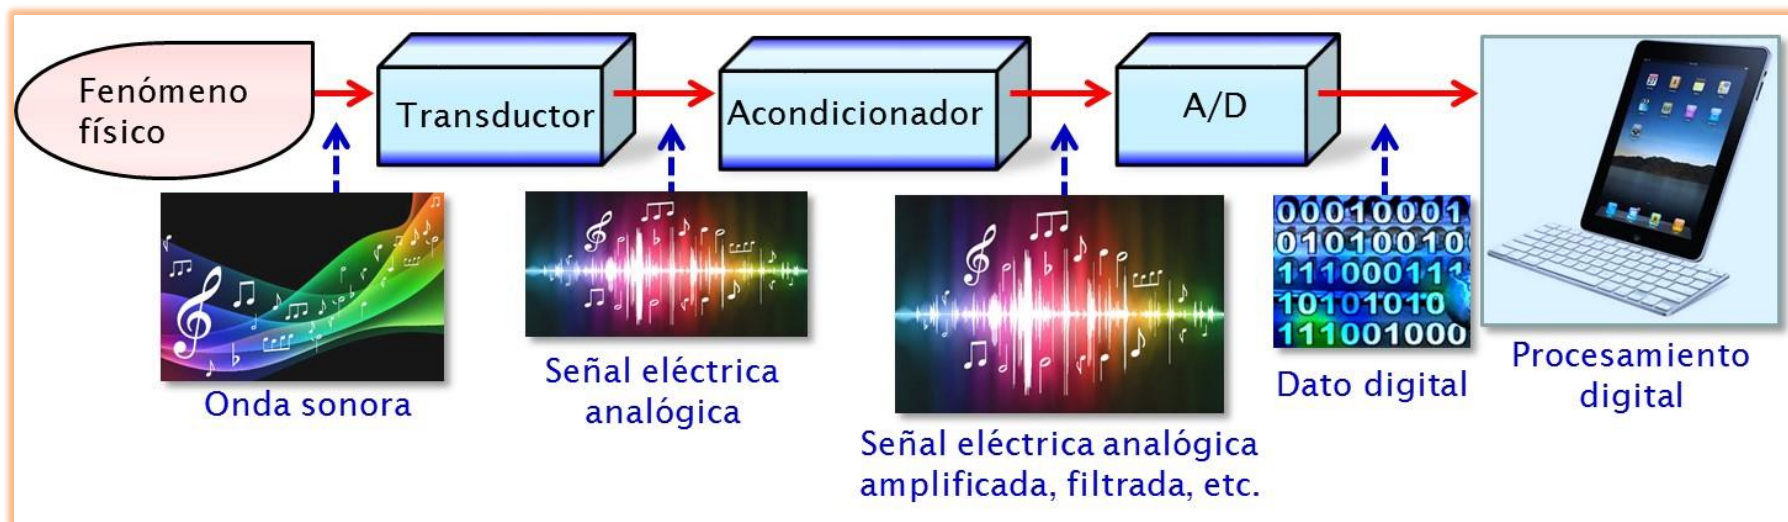 Fenómeno
físico
Transductor
Acondicionador
A/D
Onda sonora
Señal eléctrica
analógica
Señal eléctrica analógica
amplificada, filtrada, etc.
00010001
01010010
11100011
10101010
111001000
Dato digital
Procesamiento
digital